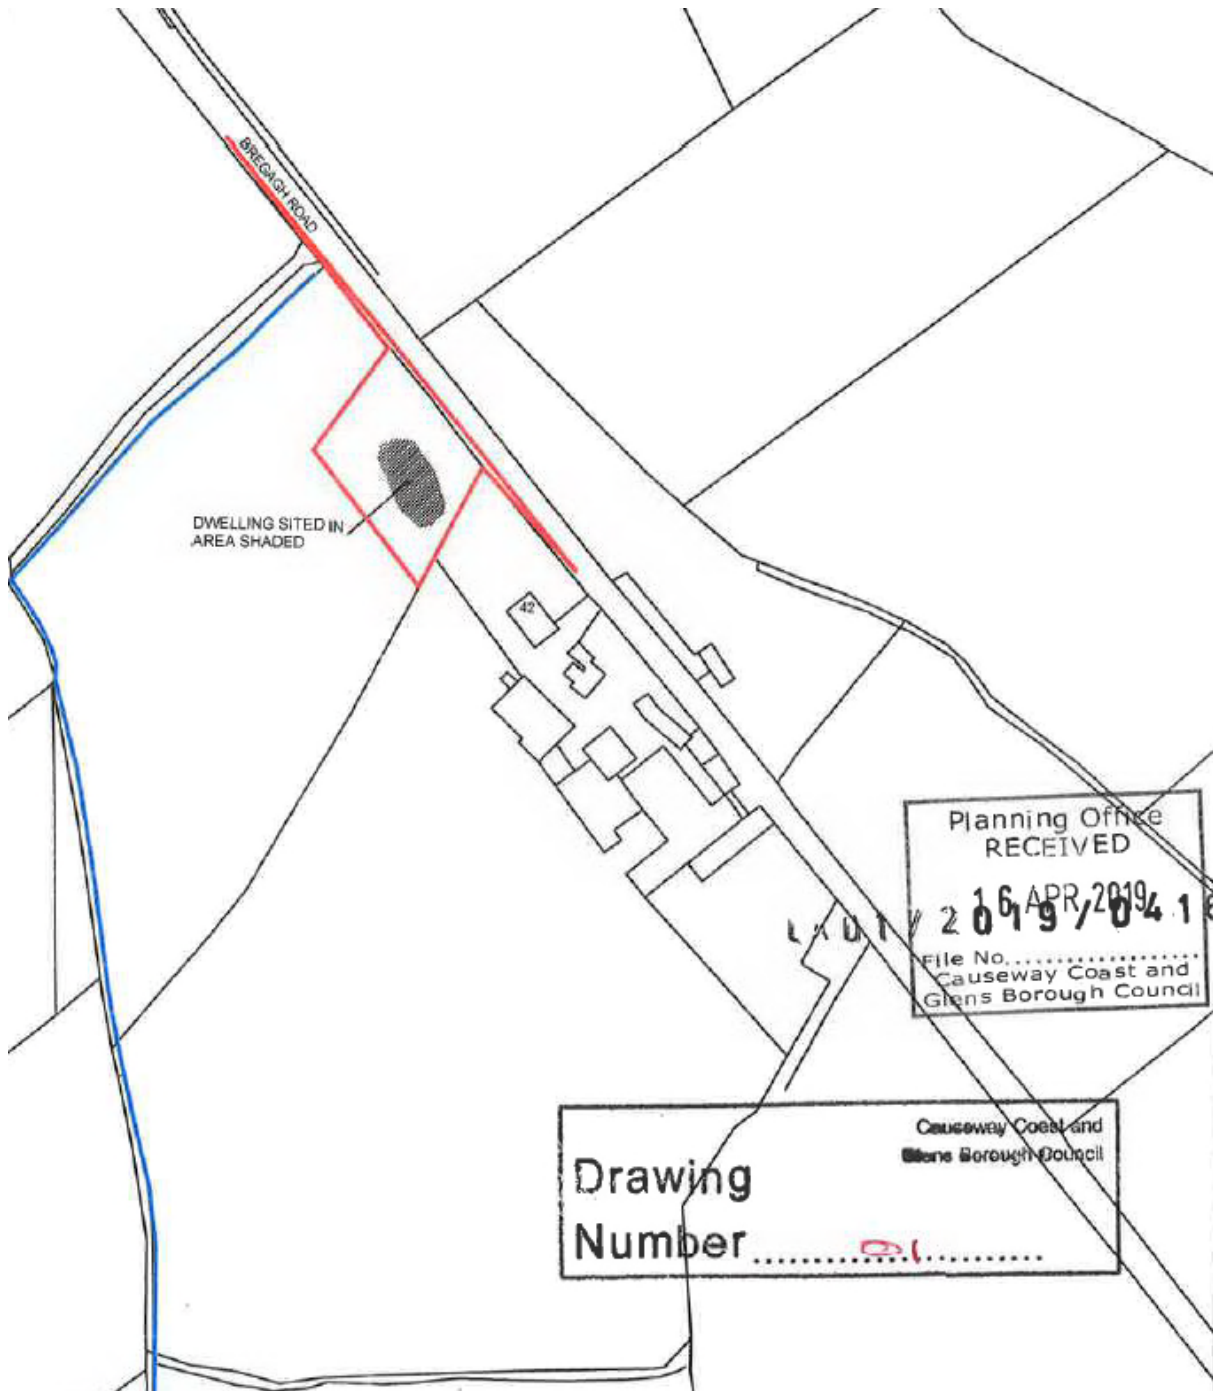 BREGAGH ROAD
DWELLING SITED IN
AREA SHADED
42
Planning Office
RECEIVED
16 APR 2019
LA01/2019/0418
File No...............................
Causeway Coast and
Glens Borough Council
Causeway Coast and
Glens Borough Council
Drawing
Number ........................ 01